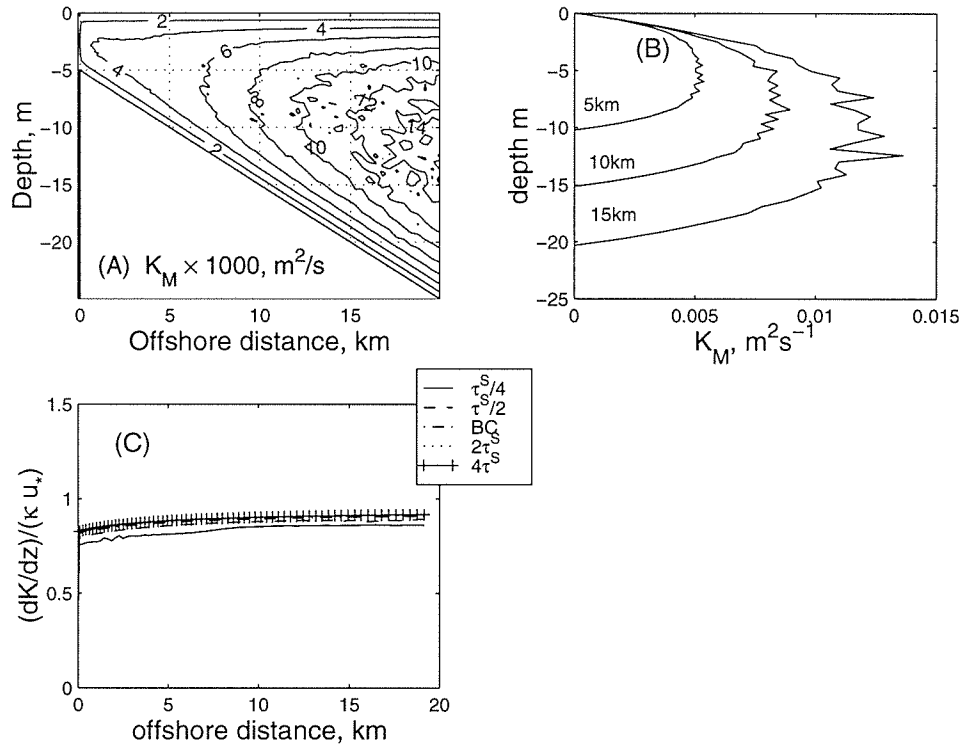 0
−5
−10
−15
−20
Depth, m
2
4
6
10
4
8
12
14
10
2
(A) K_M × 1000, m²/s
0 5 10 15
Offshore distance, km
0
−5
−10
−15
−20
−25
depth m
(B)
5km
10km
15km
0 0.005 0.01 0.015
K_M, m²s⁻¹
τ^S/4
τ^S/2
BC
2τ^S
4τ^S
1.5
1
0.5
0
(dK/dz)/(κ u_*)
(C)
0 5 10 15 20
offshore distance, km